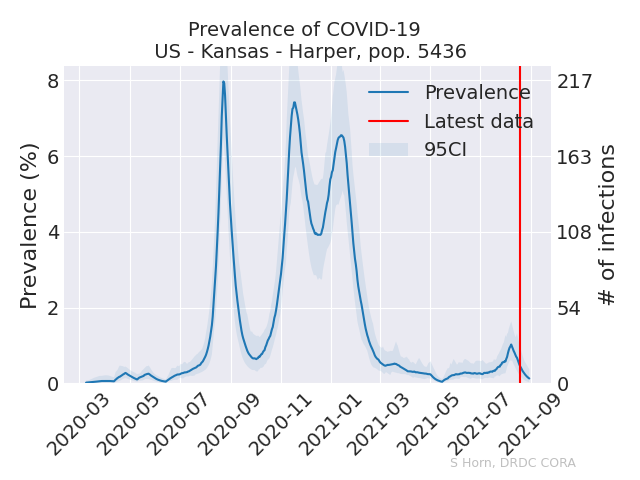 Prevalence of COVID-19
US - Kansas - Harper, pop. 5436
Prevalence (%)
8
6
4
2
0
Prevalence
Latest data
95CI
217
163
108
54
0
# of infections
2020-03
2020-05
2020-07
2020-09
2020-11
2021-01
2021-03
2021-05
2021-07
2021-09
S Horn, DRDC CORA